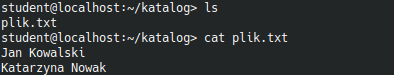 student@localhost:~/katalog> ls
plik.txt
student@localhost:~/katalog> cat plik.txt
Jan Kowalski
Katarzyna Nowak